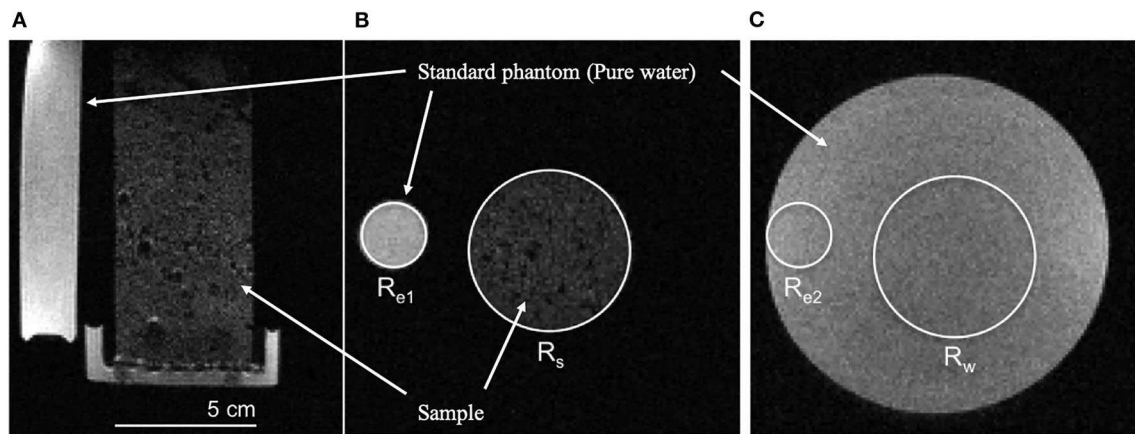 A
B
C
Standard phantom (Pure water)
Re1
Rs
Re2
Rw
5 cm
Sample